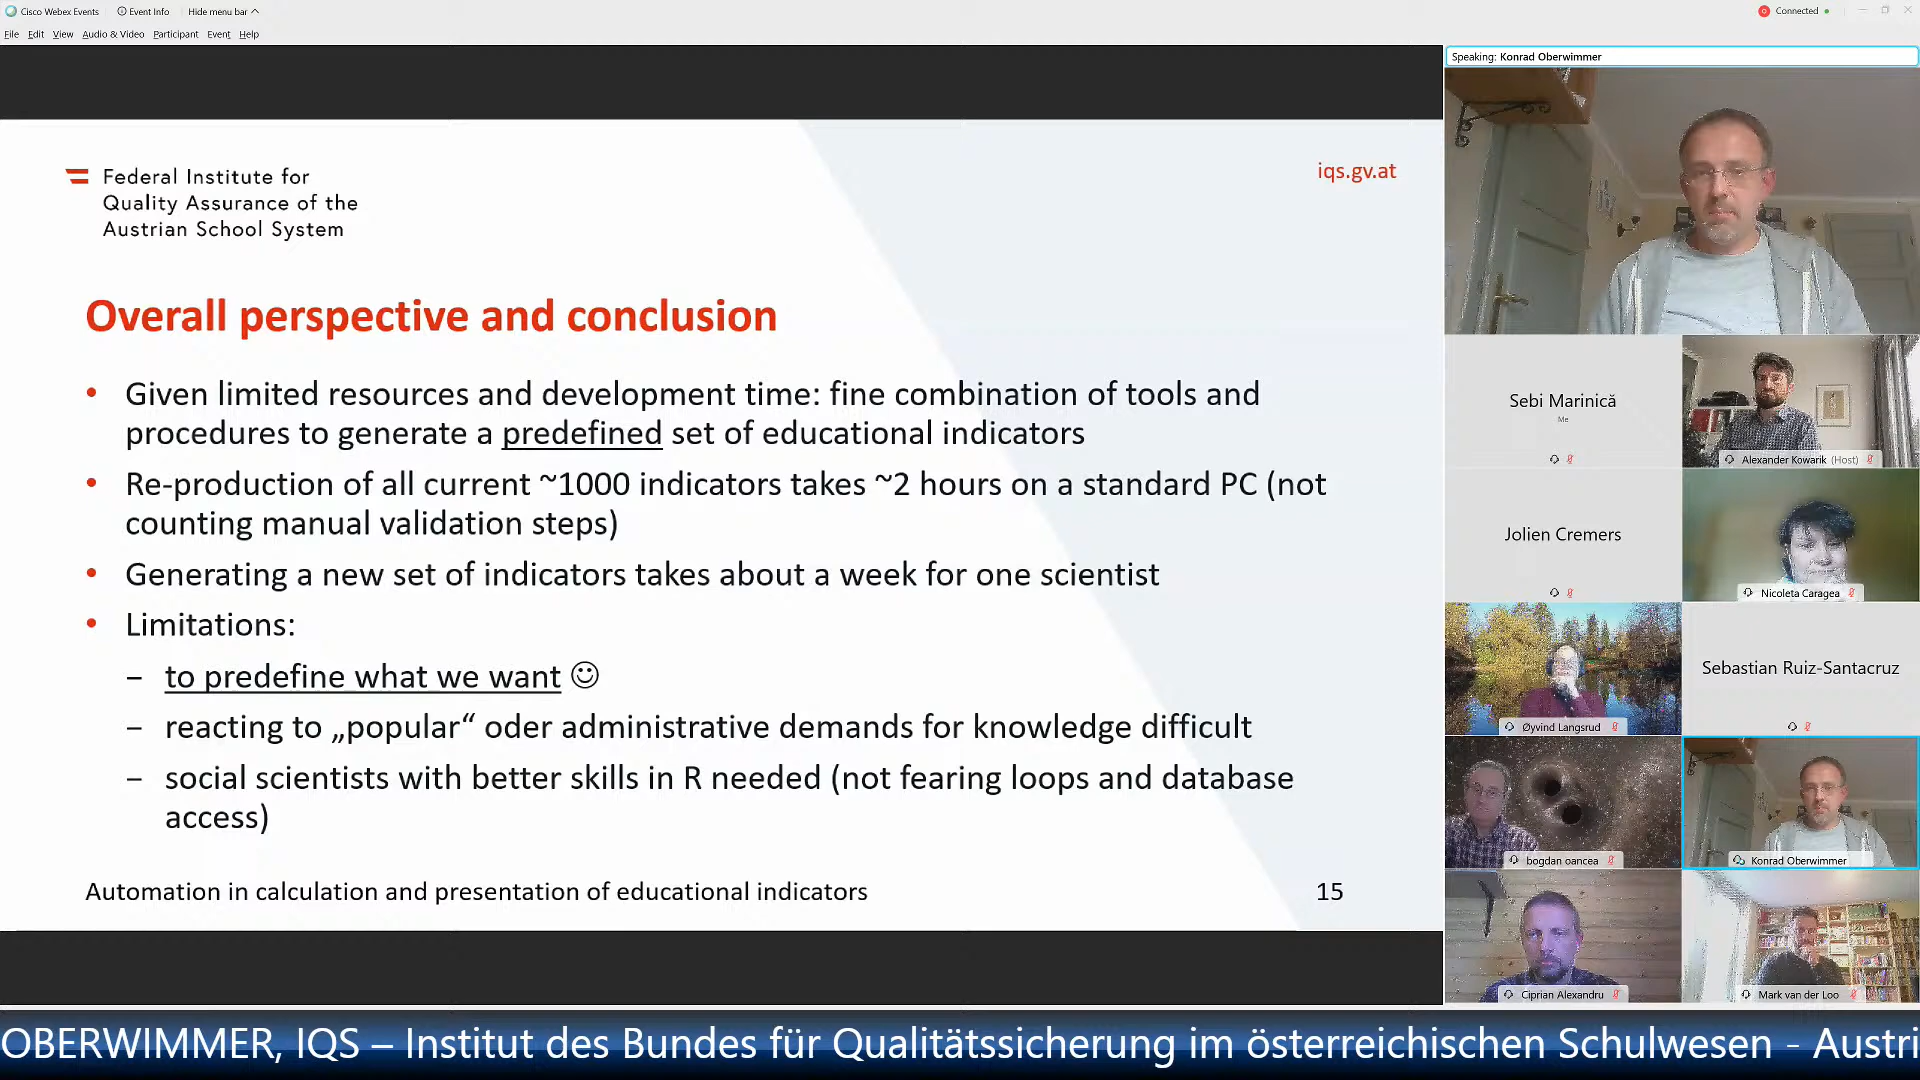 Cisco Webex Events Event Info Hide menu bar Connected
File Edit View Audio & Video Participant Event Help
Speaking: Konrad Oberwimmer
Federal Institute for
Quality Assurance of the
Austrian School System
iqs.gv.at
Overall perspective and conclusion
• Given limited resources and development time: fine combination of tools and
procedures to generate a predefined set of educational indicators
• Re-production of all current ~1000 indicators takes ~2 hours on a standard PC (not
counting manual validation steps)
• Generating a new set of indicators takes about a week for one scientist
• Limitations:
– to predefine what we want ☺
– reacting to „popular“ oder administrative demands for knowledge difficult
– social scientists with better skills in R needed (not fearing loops and database
access)
Automation in calculation and presentation of educational indicators 15
Sebi Marinică
Me
Alexander Kowarik (Host)
Jolien Cremers
Nicoleta Caragea
Øyvind Langsrud
Sebastian Ruiz-Santacruz
bogdan oancea
Konrad Oberwimmer
Ciprian Alexandru
Mark van der Loo
OBERWIMMER, IQS – Institut des Bundes für Qualitätssicherung im österreichischen Schulwesen - Austri